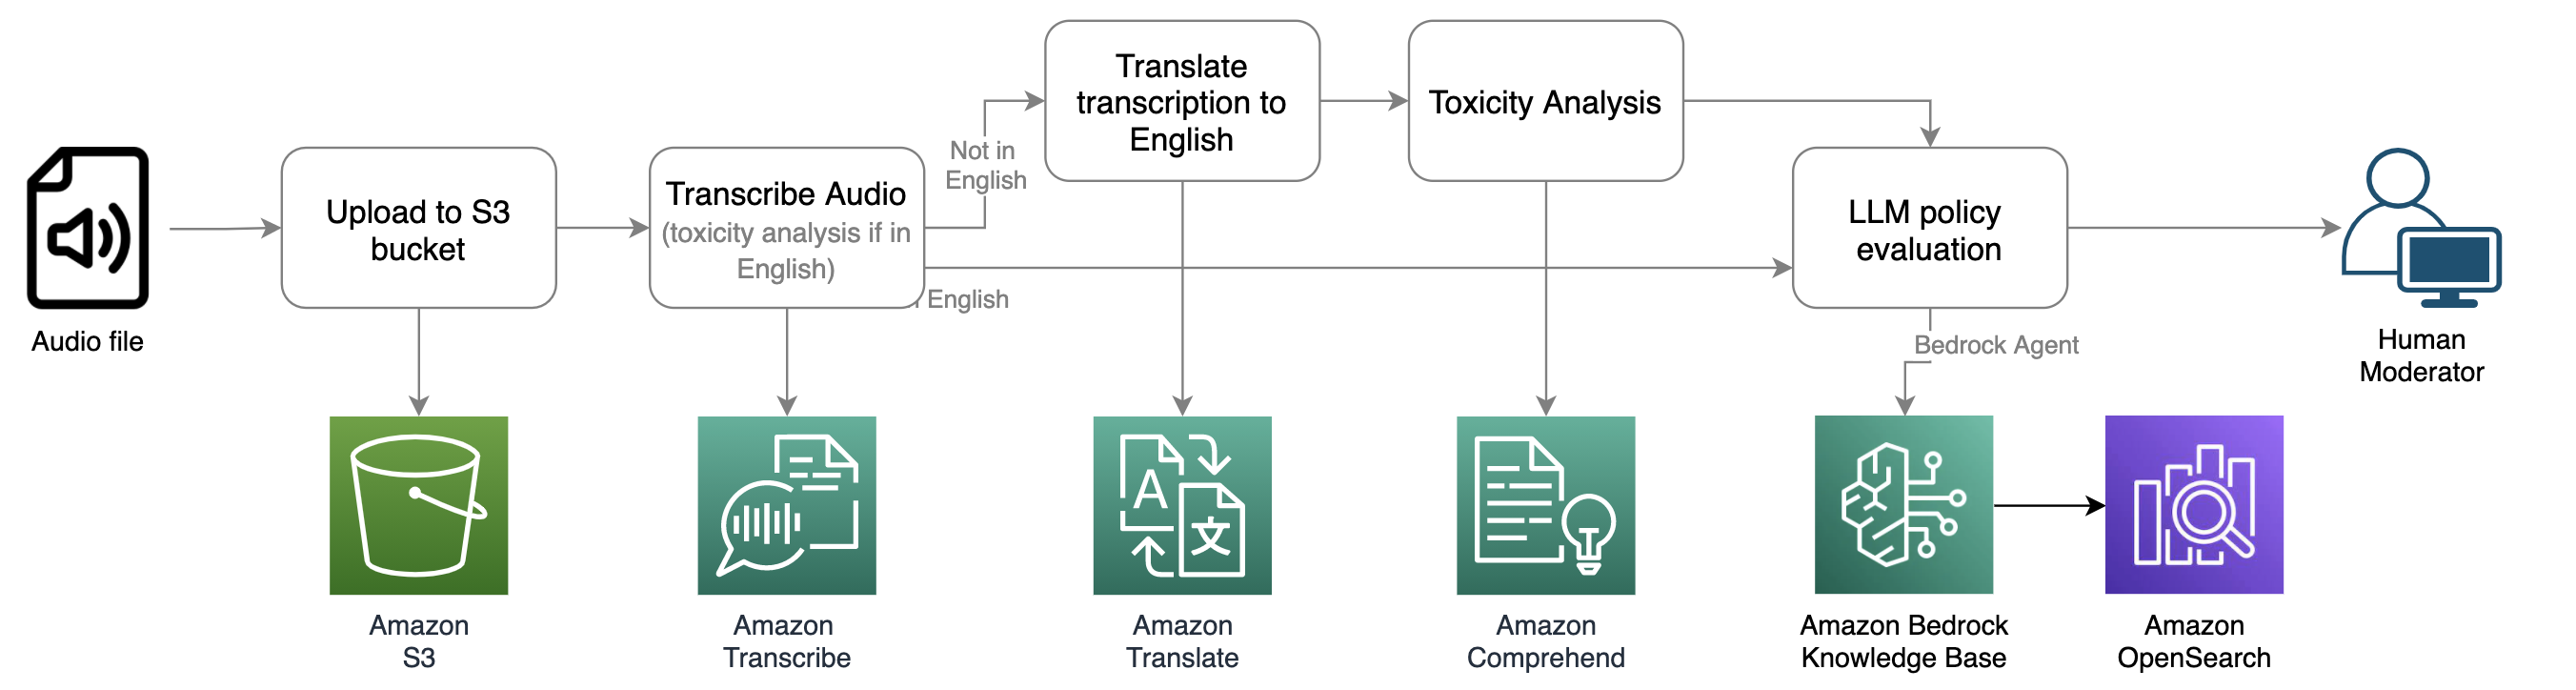 Audio file
Upload to S3
bucket
Transcribe Audio
(toxicity analysis if in
English)
Not in
English
English
Translate
transcription to
English
Toxicity Analysis
LLM policy
evaluation
Bedrock Agent
Human
Moderator
A
文
Amazon
S3
Amazon
Transcribe
Amazon
Translate
Amazon
Comprehend
Amazon Bedrock
Knowledge Base
Amazon
OpenSearch